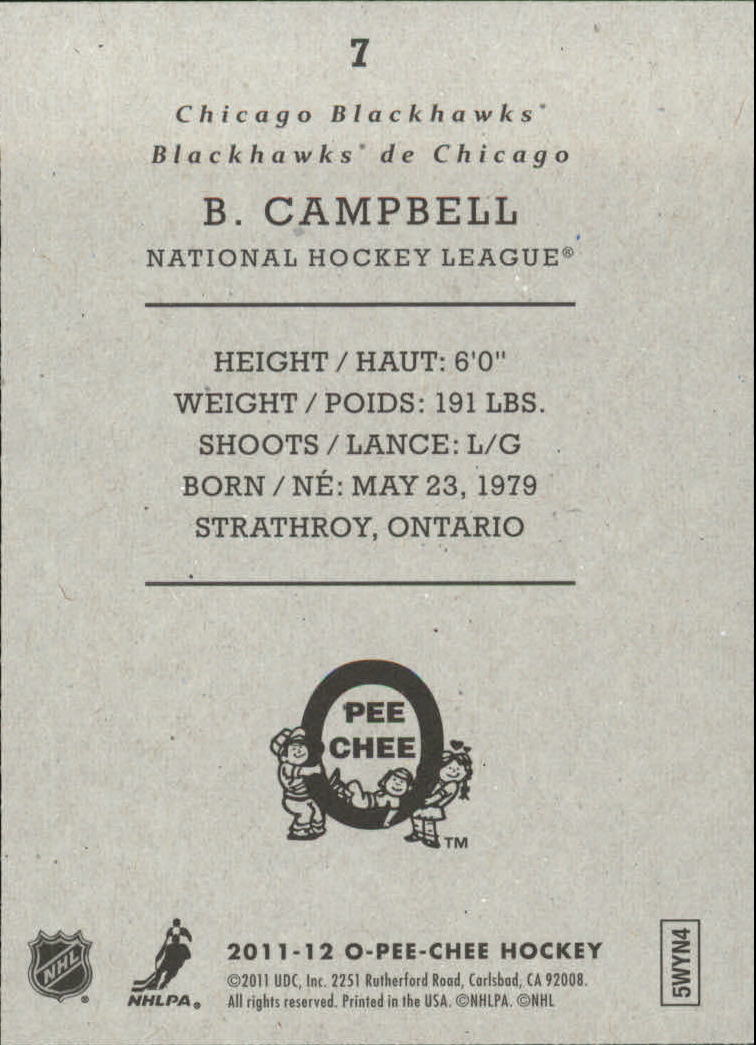 7
Chicago Blackhawks®
Blackhawks® de Chicago
B. CAMPBELL
NATIONAL HOCKEY LEAGUE®
HEIGHT / HAUT: 6'0"
WEIGHT / POIDS: 191 LBS.
SHOOTS / LANCE: L/G
BORN / NÉ: MAY 23, 1979
STRATHROY, ONTARIO
O
PEE
CHEE
TM
NHL ®
NHLPA®
2011-12 O-PEE-CHEE HOCKEY
©2011 UDC, Inc. 2251 Rutherford Road, Carlsbad, CA 92008.
All rights reserved. Printed in the USA. ©NHLPA. ©NHL
5WYN4